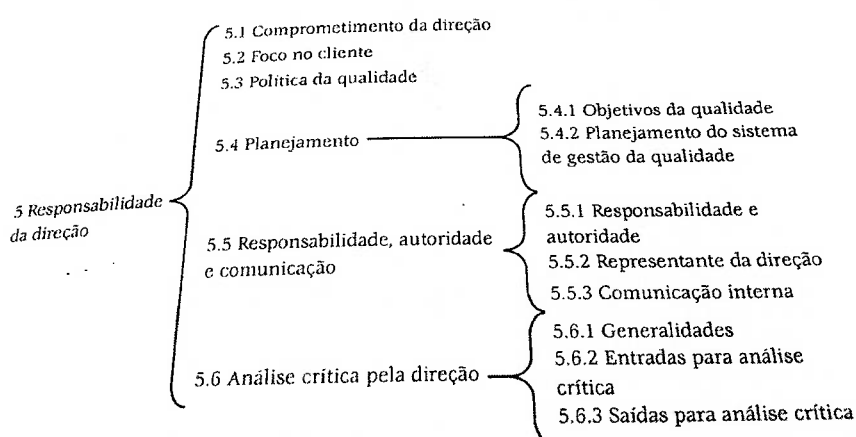 5 Responsabilidade
da direção
5.1 Comprometimento da direção
5.2 Foco no cliente
5.3 Política da qualidade
5.4 Planejamento
5.4.1 Objetivos da qualidade
5.4.2 Planejamento do sistema
de gestão da qualidade
5.5 Responsabilidade, autoridade
e comunicação
5.5.1 Responsabilidade e
autoridade
5.5.2 Representante da direção
5.5.3 Comunicação interna
5.6 Análise crítica pela direção
5.6.1 Generalidades
5.6.2 Entradas para análise
crítica
5.6.3 Saídas para análise crítica